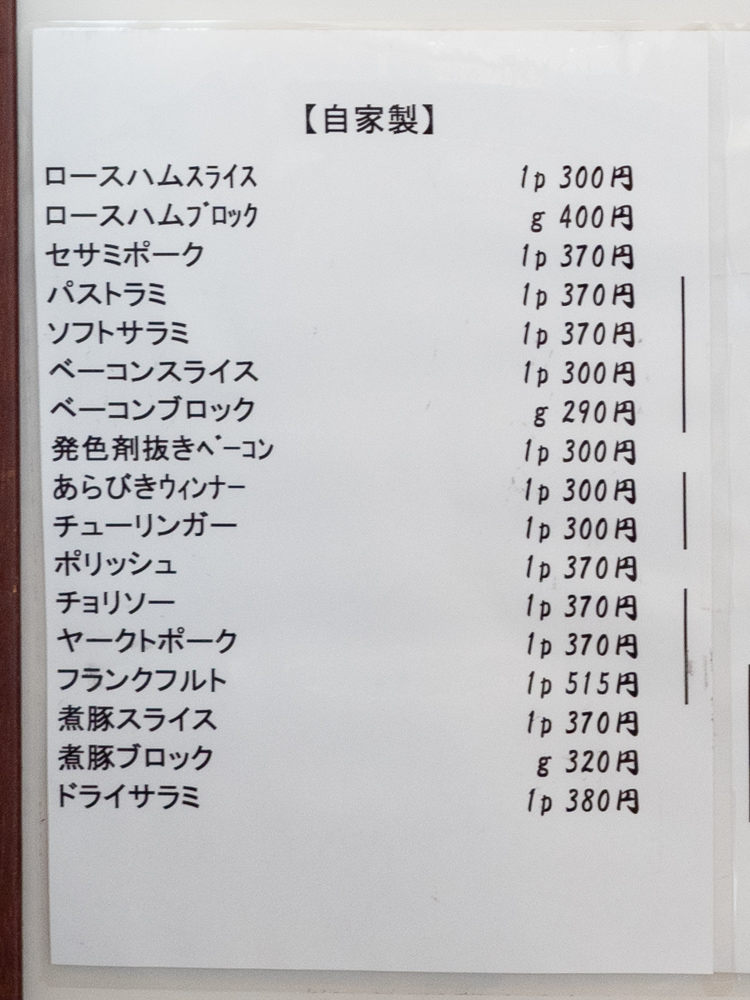 【自家製】
ロースハムスライス 1p 300円
ロースハムブロック g 400円
セサミポーク 1p 370円
パストラミ 1p 370円
ソフトサラミ 1p 370円
ベーコンスライス 1p 300円
ベーコンブロック g 290円
発色剤抜きベーコン 1p 300円
あらびきウィンナー 1p 300円
チューリンガー 1p 300円
ポリッシュ 1p 370円
チョリソー 1p 370円
ヤークトポーク 1p 370円
フランクフルト 1p 515円
煮豚スライス 1p 370円
煮豚ブロック g 320円
ドライサラミ 1p 380円